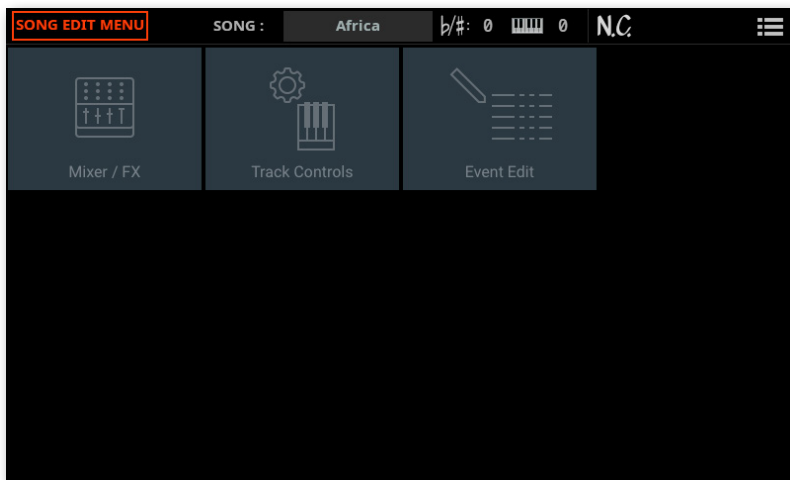 SONG EDIT MENU SONG : Africa ♭/♯: 0 0 N.C.
Mixer / FX Track Controls Event Edit